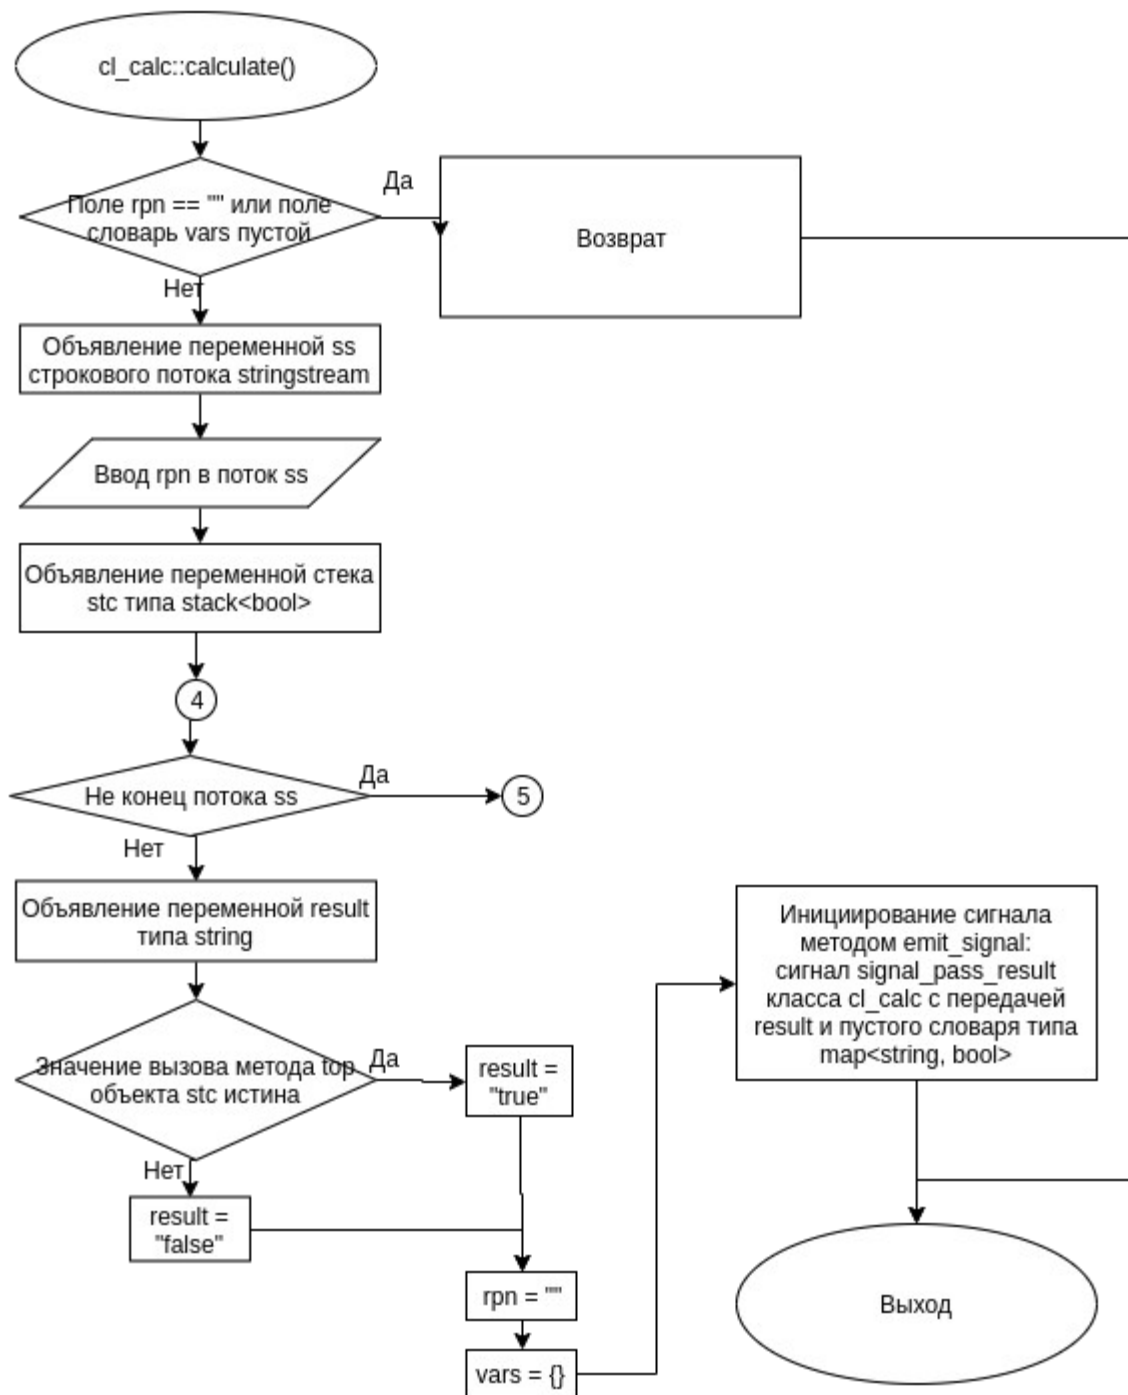 cl_calc::calculate()
Поле rpn == "" или поле
словарь vars пустой
Да
Возврат
Нет
Объявление переменной ss
строкового потока stringstream
Ввод rpn в поток ss
Объявление переменной стека
stc типа stack<bool>
4
Не конец потока ss
Да
5
Нет
Объявление переменной result
типа string
Значение вызова метода top
объекта stc истина
Да
result =
"true"
Нет
result =
"false"
rpn = ""
vars = {}
Инициирование сигнала
методом emit_signal:
сигнал signal_pass_result
класса cl_calc с передачей
result и пустого словаря типа
map<string, bool>
Выход